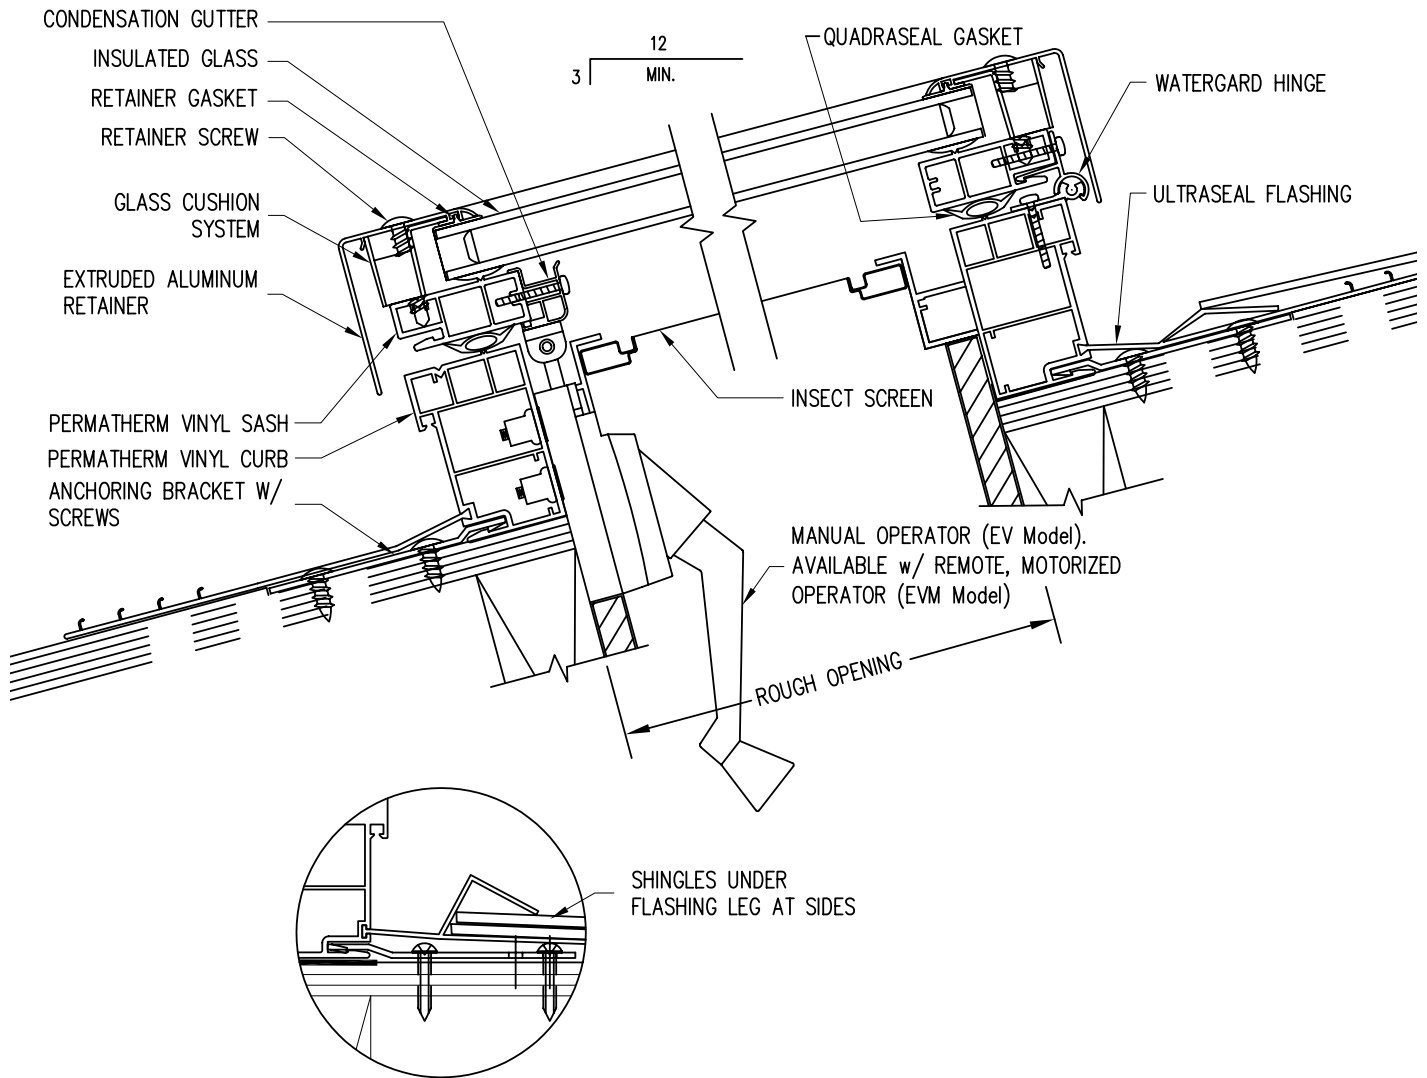 CONDENSATION GUTTER
INSULATED GLASS
RETAINER GASKET
RETAINER SCREW
GLASS CUSHION
SYSTEM
EXTRUDED ALUMINUM
RETAINER
PERMATHERM VINYL SASH
PERMATHERM VINYL CURB
ANCHORING BRACKET W/
SCREWS
12
3
MIN.
QUADRASEAL GASKET
WATERGARD HINGE
ULTRASEAL FLASHING
INSECT SCREEN
MANUAL OPERATOR (EV Model).
AVAILABLE w/ REMOTE, MOTORIZED
OPERATOR (EVM Model)
ROUGH OPENING
SHINGLES UNDER
FLASHING LEG AT SIDES